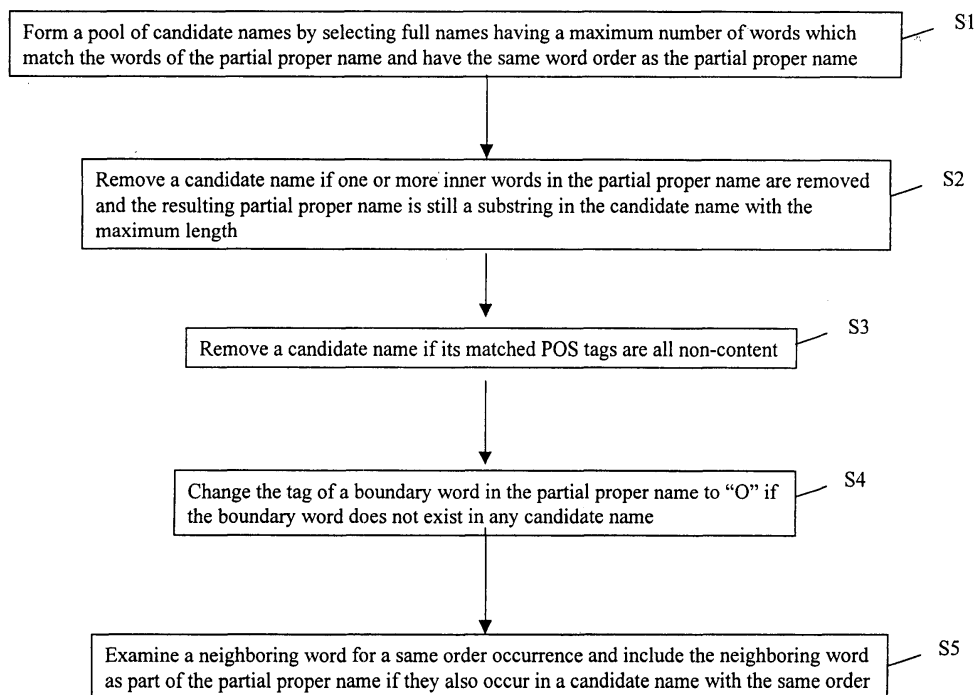 S1
Form a pool of candidate names by selecting full names having a maximum number of words which
match the words of the partial proper name and have the same word order as the partial proper name
S2
Remove a candidate name if one or more inner words in the partial proper name are removed
and the resulting partial proper name is still a substring in the candidate name with the
maximum length
S3
Remove a candidate name if its matched POS tags are all non-content
S4
Change the tag of a boundary word in the partial proper name to “O” if
the boundary word does not exist in any candidate name
S5
Examine a neighboring word for a same order occurrence and include the neighboring word
as part of the partial proper name if they also occur in a candidate name with the same order